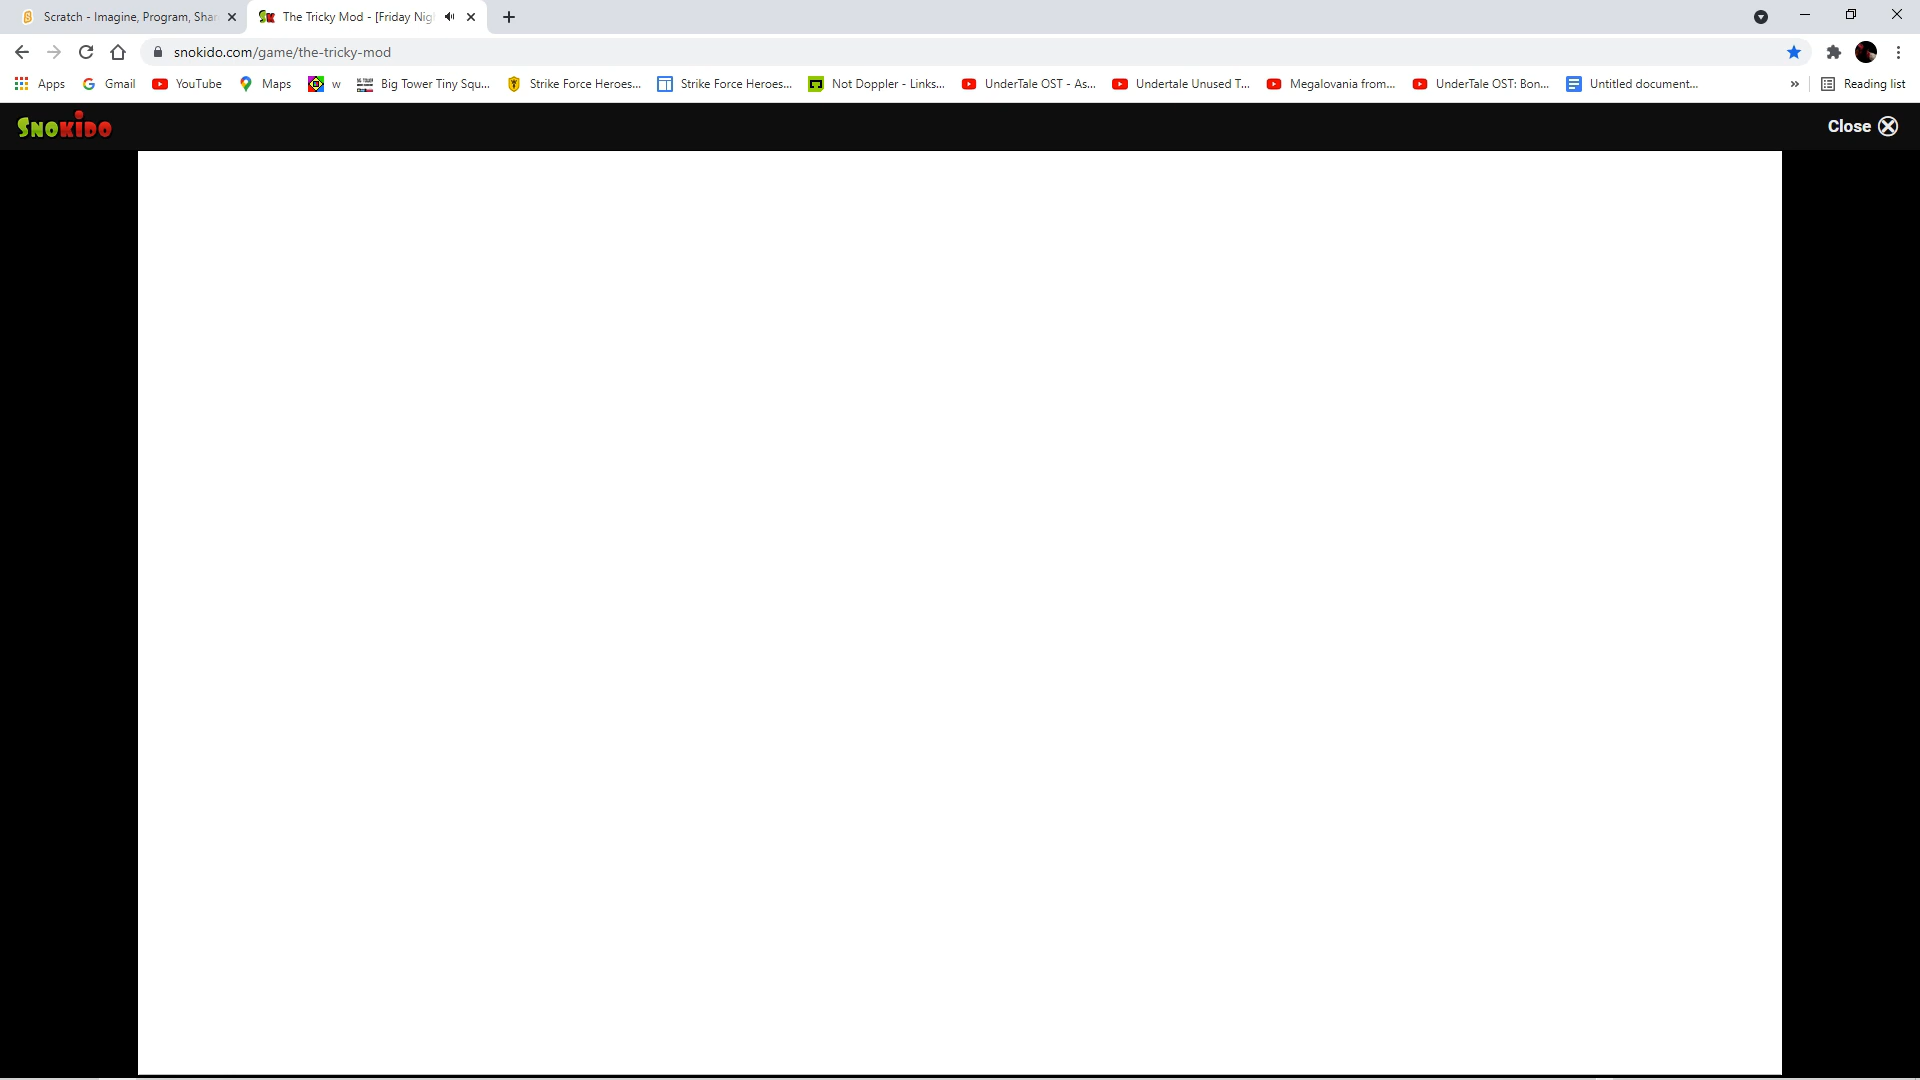 Scratch - Imagine, Program, Shar
The Tricky Mod - [Friday Nig
snokido.com/game/the-tricky-mod
Apps
Gmail
YouTube
Maps
w
Big Tower Tiny Squ...
Strike Force Heroes...
Strike Force Heroes...
Not Doppler - Links...
UnderTale OST - As...
Undertale Unused T...
Megalovania from...
UnderTale OST: Bon...
Untitled document...
»
Reading list
SNOKIDO
Close